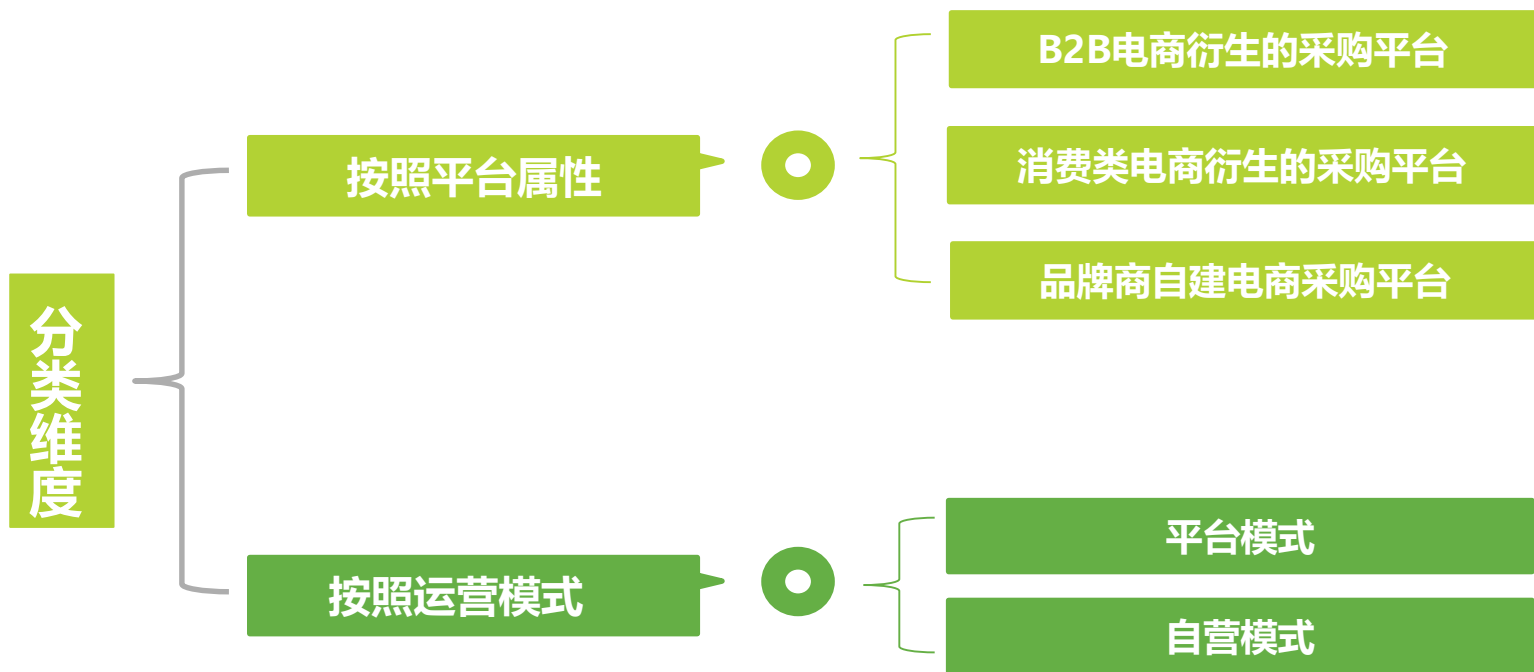 分类维度
按照平台属性
B2B电商衍生的采购平台
消费类电商衍生的采购平台
品牌商自建电商采购平台
按照运营模式
平台模式
自营模式